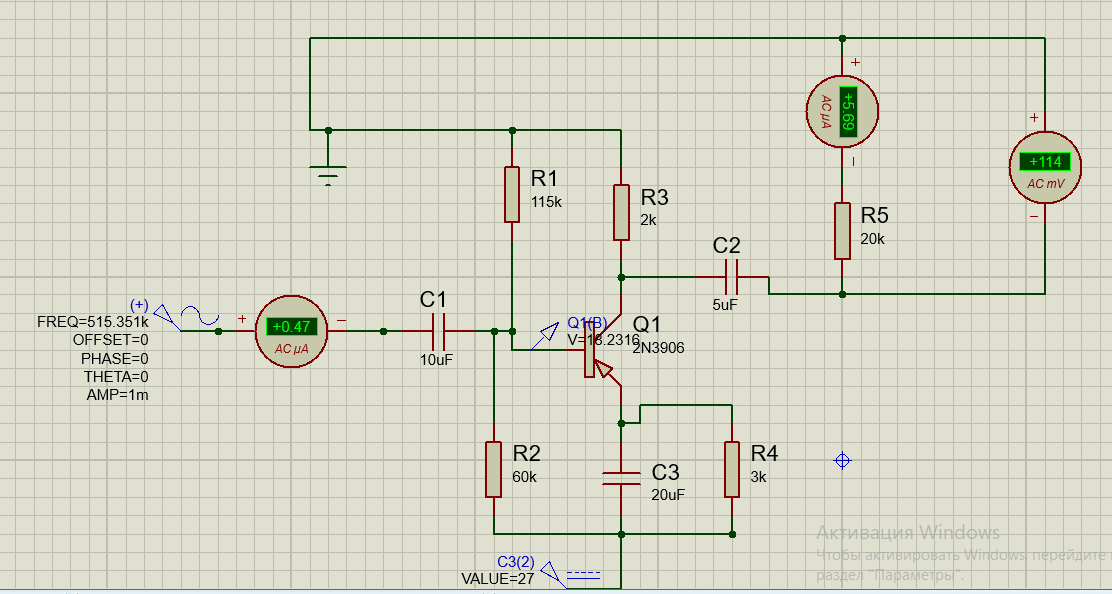 +
+5.69
AC µA
+
+114
AC mV
R1
115k
R3
2k
R5
20k
C2
5uF
(+)
FREQ=515.351k
OFFSET=0
PHASE=0
THETA=0
AMP=1m
+
+0.47
AC µA
C1
10uF
Q1(B)
V=18.2316
Q1
2N3906
R2
60k
C3
20uF
R4
3k
C3(2)
VALUE=27
Активация Windows
Чтобы активировать Windows, перейдите
раздел "Параметры".